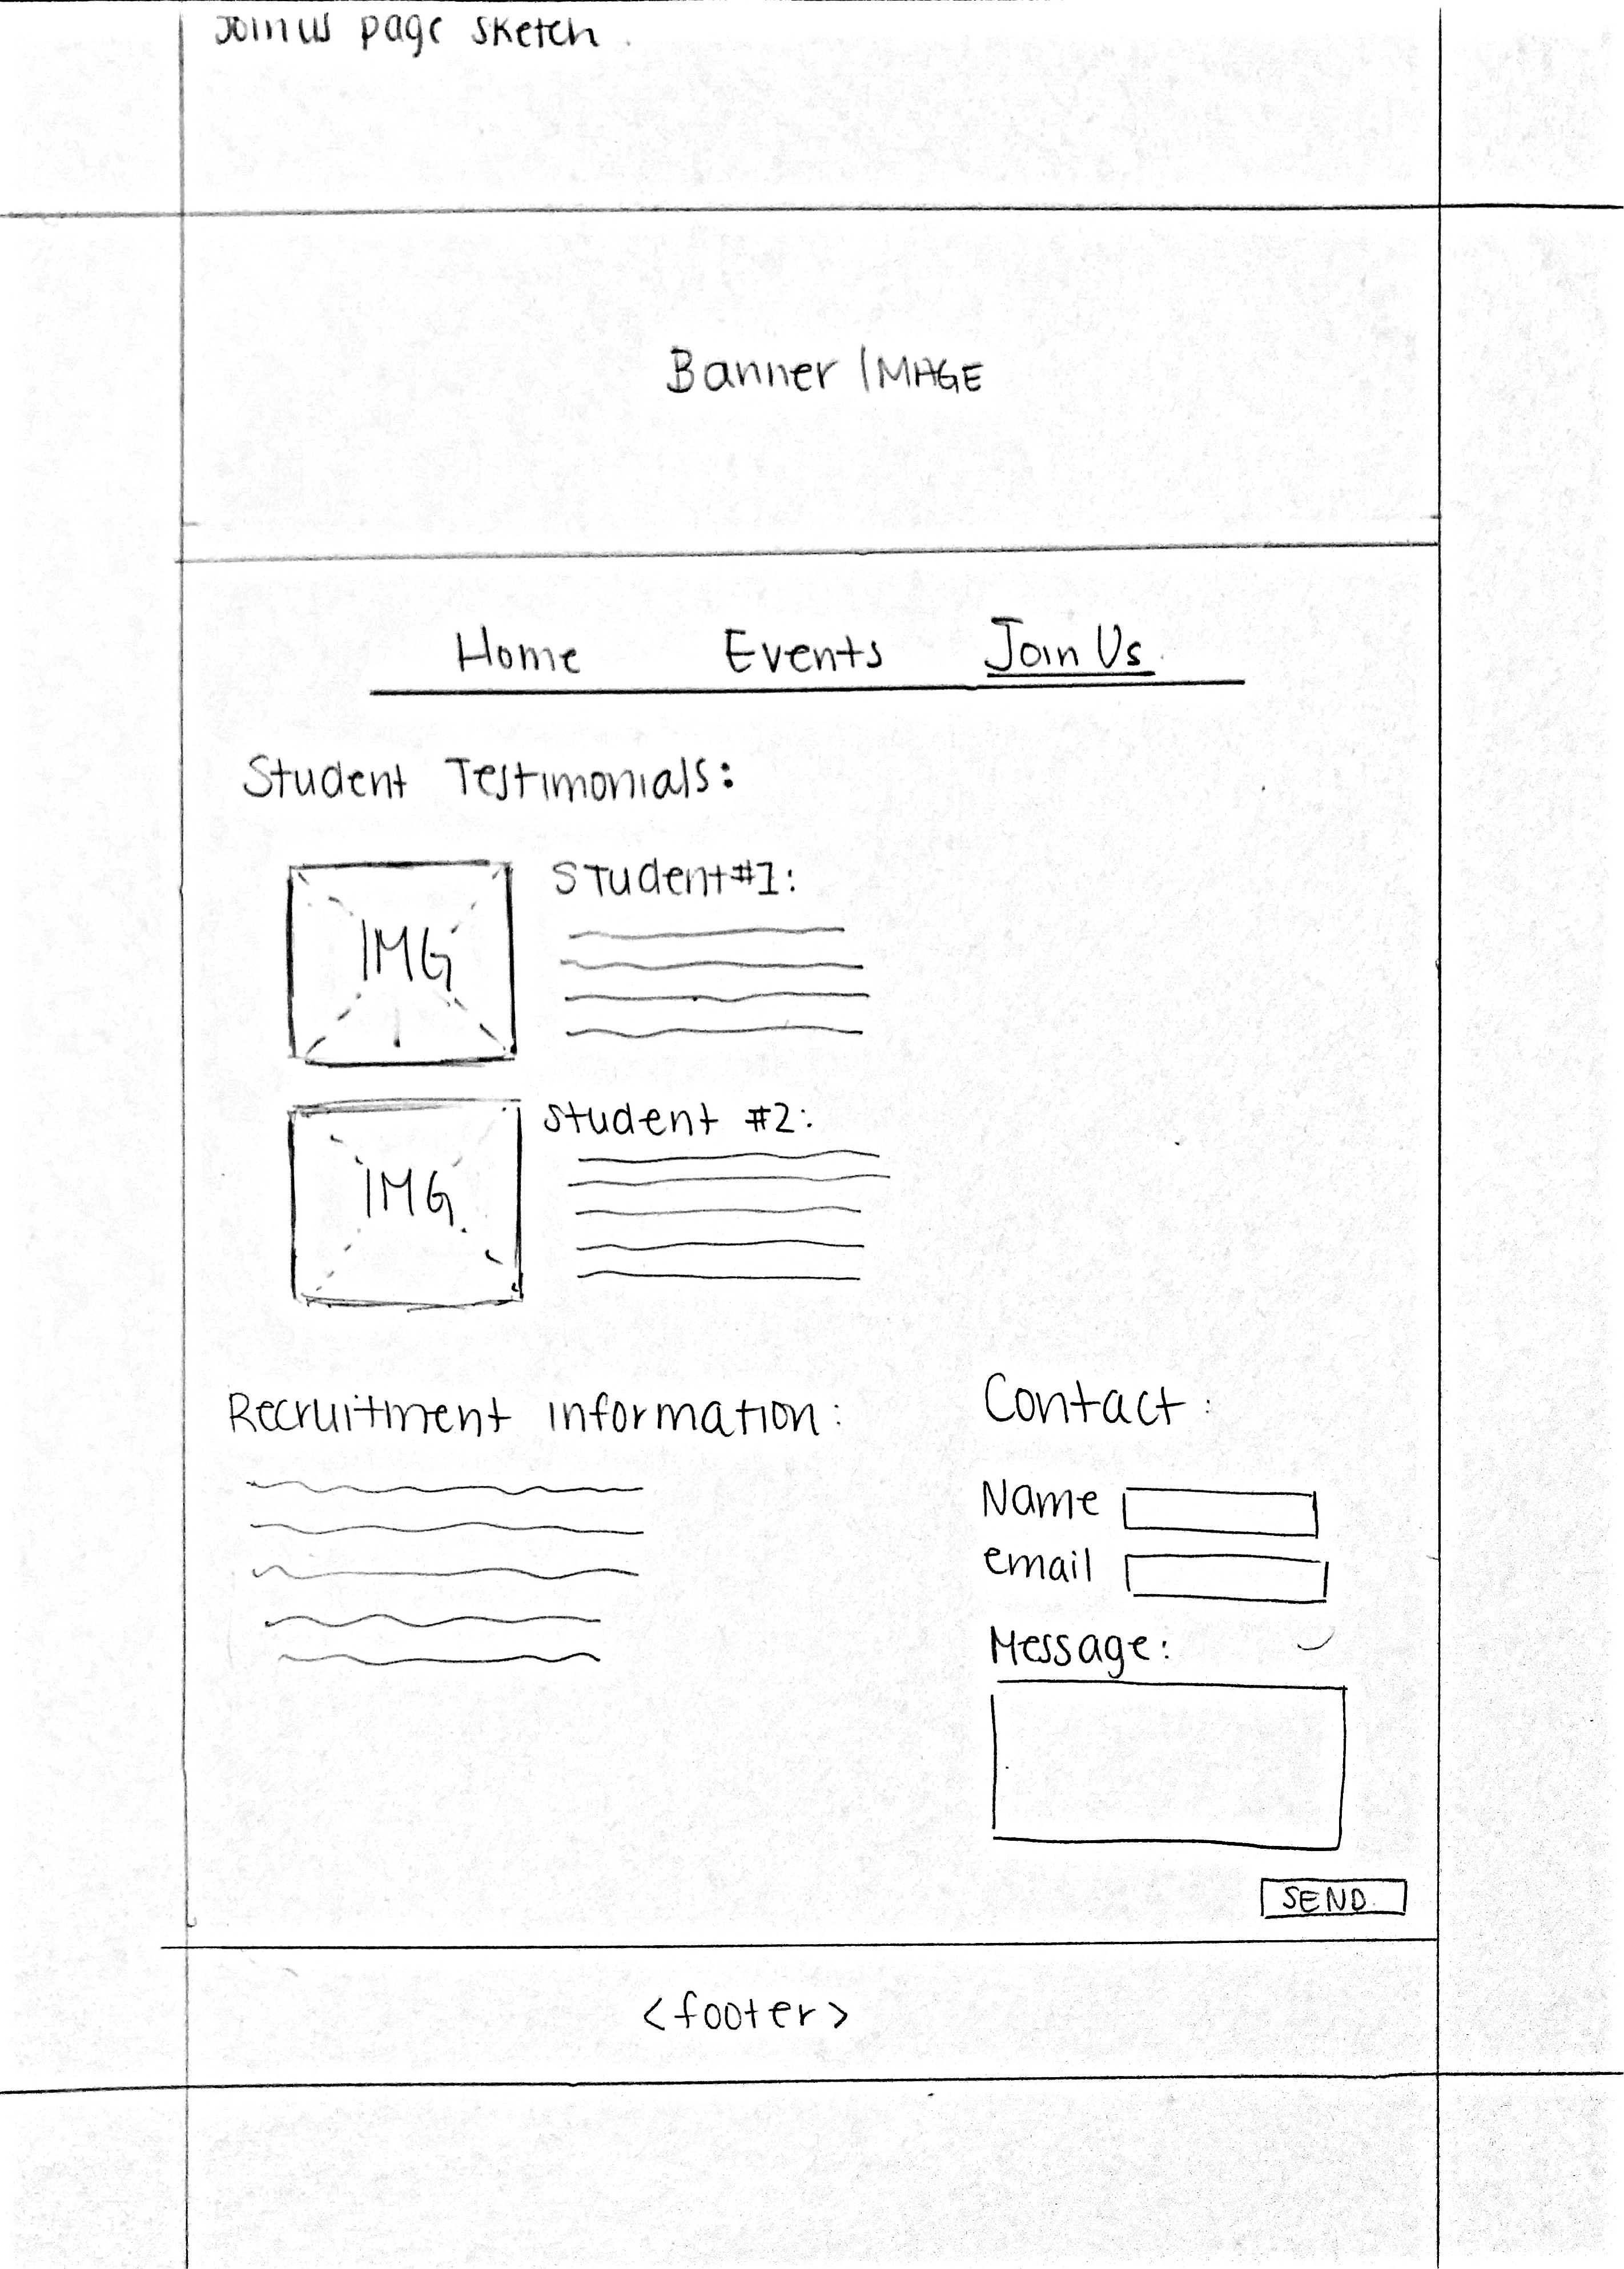 Join us page sketch.
Banner IMAGE
Home Events Join Us
Student Testimonials:
IMG
Student #1:
IMG
student #2:
Recruitment information:
Contact:
Name
email
Message:
SEND
<footer>